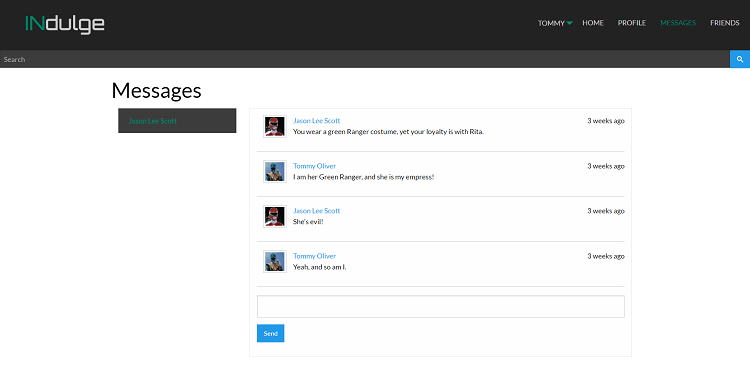 INdulge
TOMMY HOME PROFILE MESSAGES FRIENDS
Search
Messages
Jason Lee Scott
Jason Lee Scott 3 weeks ago
You wear a green Ranger costume, yet your loyalty is with Rita.
Tommy Oliver 3 weeks ago
I am her Green Ranger, and she is my empress!
Jason Lee Scott 3 weeks ago
She's evil!
Tommy Oliver 3 weeks ago
Yeah, and so am I.
Send